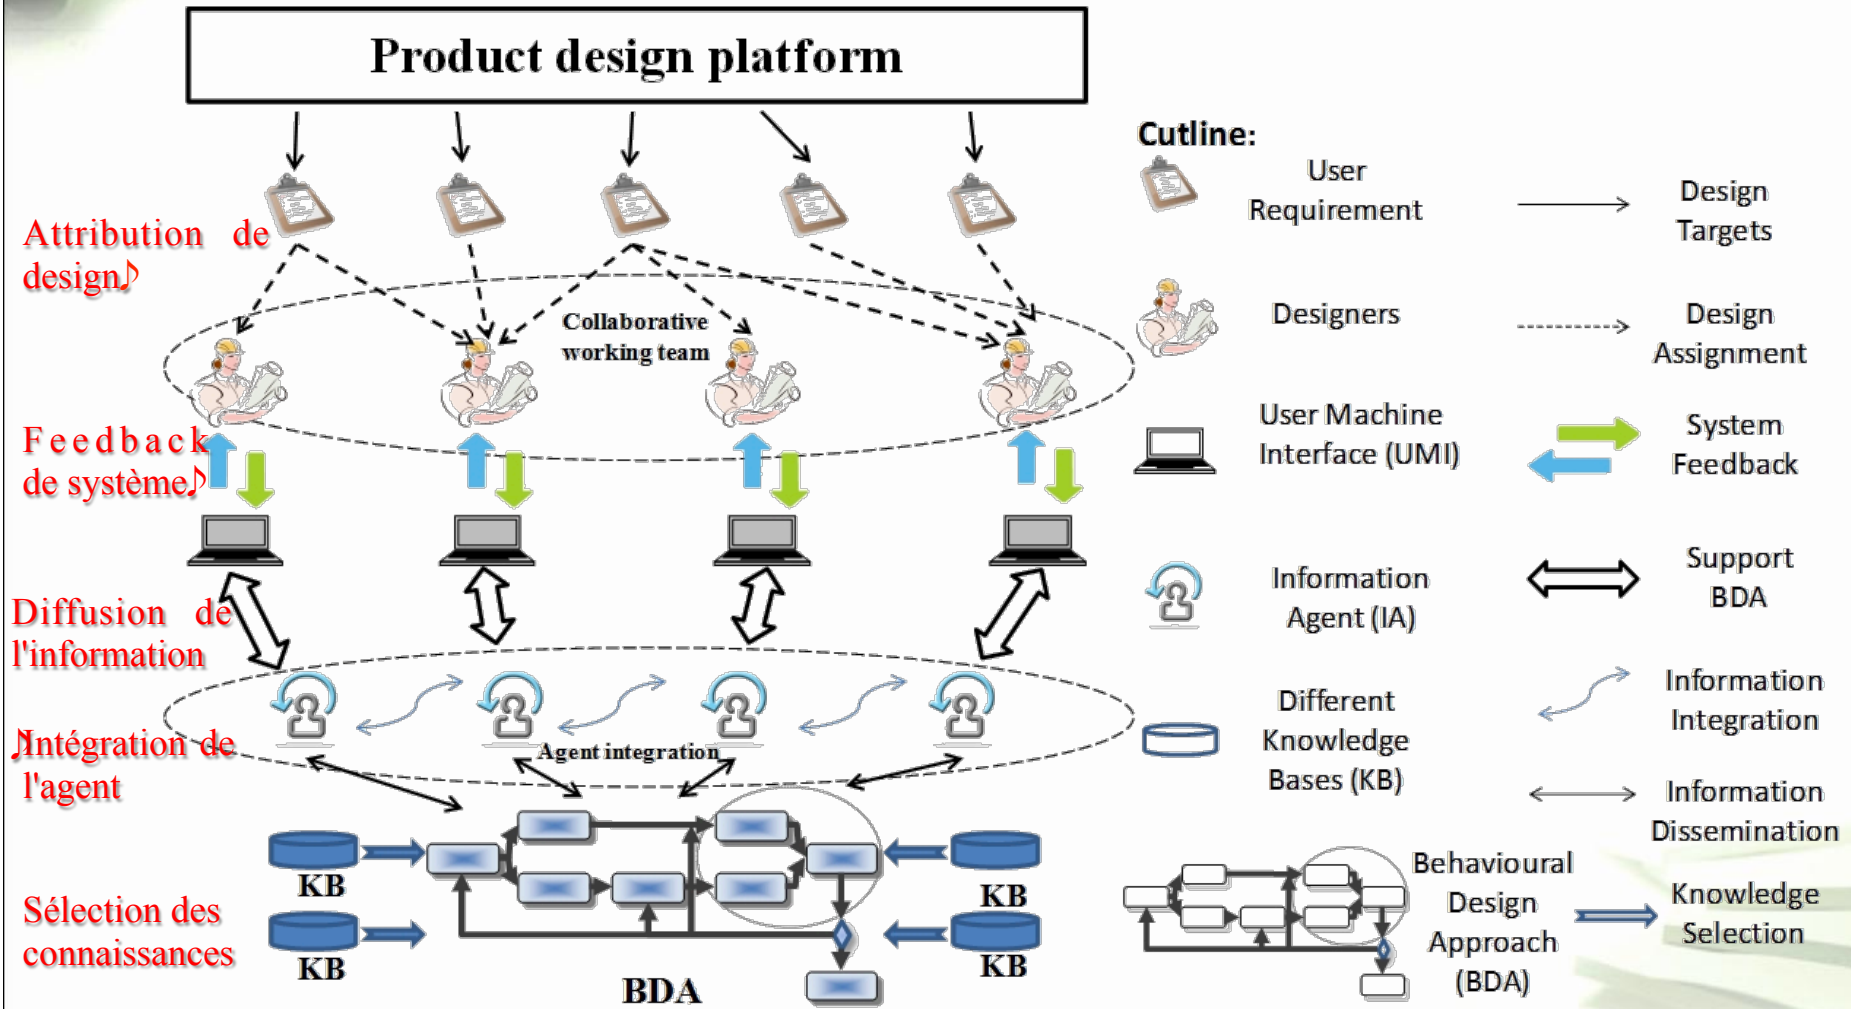 Product design platform
Attribution de
design♪
Collaborative
working team
Feedback
de système♪
Diffusion de
l'information
♪Intégration de
l'agent
Agent integration
KB
KB
Sélection des
connaissances
KB
KB
BDA
Cutline:
User
Requirement
Design
Targets
Designers
Design
Assignment
User Machine
Interface (UMI)
System
Feedback
Information
Agent (IA)
Support
BDA
Different
Knowledge
Bases (KB)
Information
Integration
Information
Dissemination
Behavioural
Design
Approach
(BDA)
Knowledge
Selection